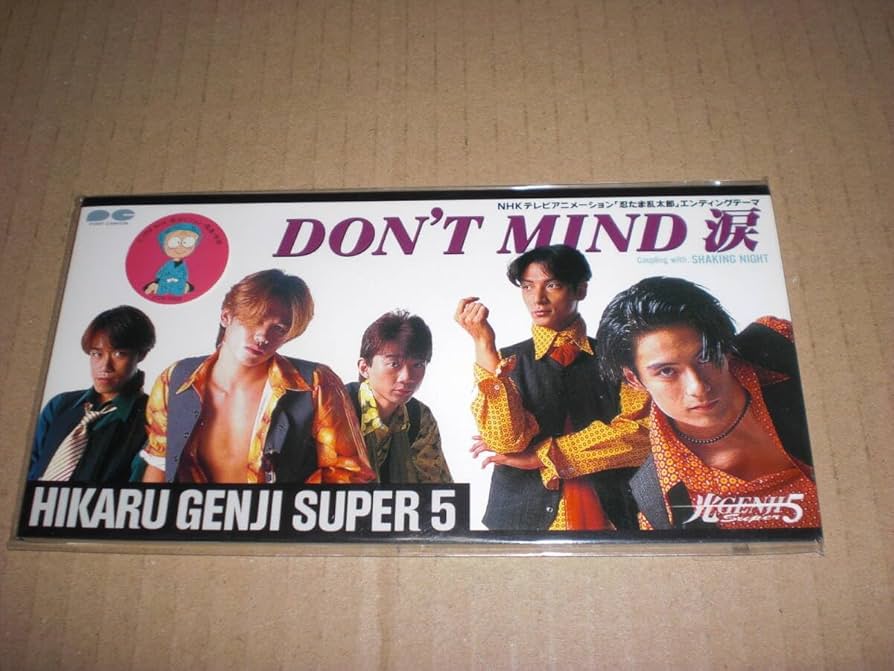 NHKテレビアニメーション「忍たま乱太郎」エンディングテーマ
DON'T MIND 涙
Coupling with: SHAKING NIGHT
HIKARU GENJI SUPER 5
光GENJI
Super 5